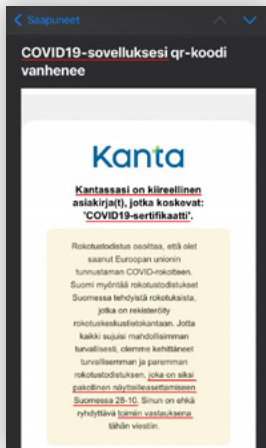 Saapuneet
COVID19-sovelluksesi qr-koodi
vanhenee
Kanta
Kantassasi on kiireellinen
asiakirja(t), jotka koskevat:
'COVID19-sertifikaatti'.
Rokotustodistus osoittaa, että olet
saanut Euroopan unionin
tunnustaman COVID-rokotteen.
Suomi myöntää rokotustodistukset
Suomessa tehdyistä rokotuksista,
jotka on rekisteröity
rokotuskeskustietokantaan. Jotta
kaikki sujuisi mahdollisimman
turvallisesti, olemme kehittäneet
turvallisemman ja paremman
rokotustodistuksen, joka on siksi
pakollinen näytteilleasettamiseen
Suomessa 28-10. Sinun on ehkä
ryhdyttävä toimiin vastauksena
tähän viestiin.